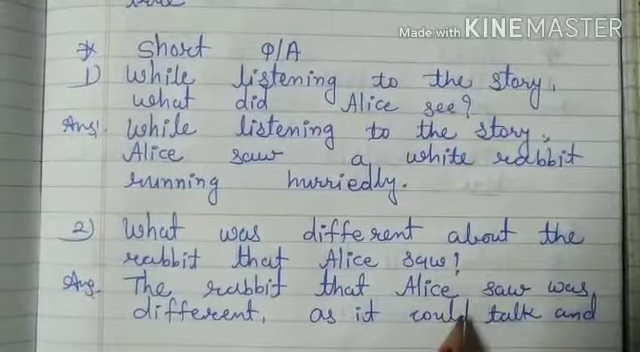 Made with KINEMASTER
* Short Q/A
1) While listening to the story,
what did Alice see?
Ans. While listening to the story,
Alice saw a white rabbit
running hurriedly.
2) What was different about the
rabbit that Alice saw?
Ans. The rabbit that Alice saw was
different, as it could talk and